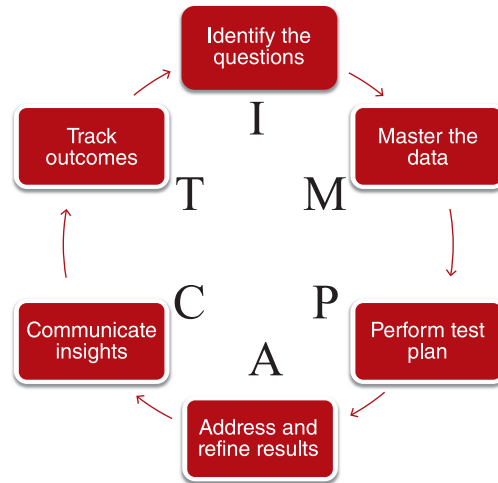 Identify the
questions
I
Master the
data
M
Perform test
plan
P
Address and
refine results
A
Communicate
insights
C
Track
outcomes
T